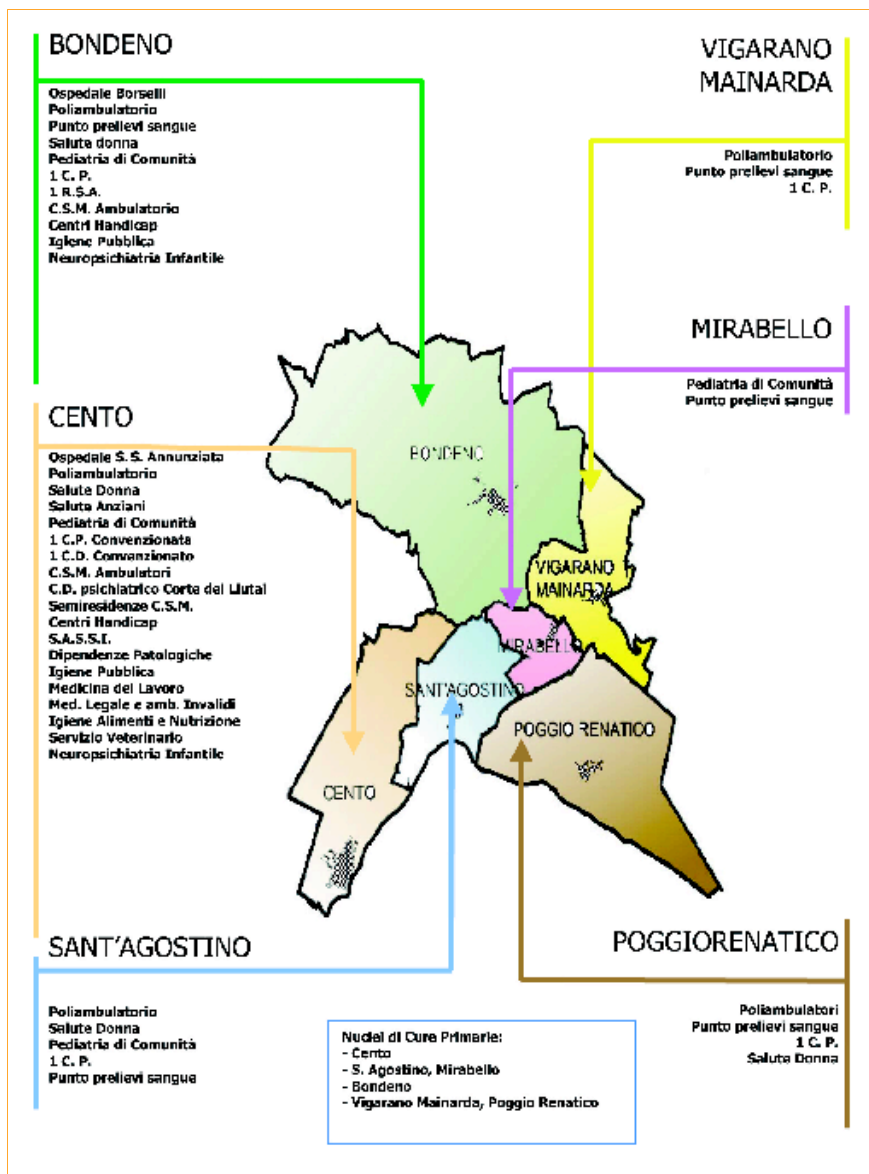 BONDENO
Ospedale Borselli
Poliambulatorio
Punto prelievi sangue
Salute donna
Pediatria di Comunità
1 C. P.
1 R.S.A.
C.S.M. Ambulatorio
Centri Handicap
Igiene Pubblica
Neuropsichiatria Infantile
VIGARANO
MAINARDA
Poliambulatorio
Punto prelievi sangue
1 C. P.
MIRABELLO
Pediatria di Comunità
Punto prelievi sangue
CENTO
Ospedale S.S. Annunziata
Poliambulatorio
Salute Donna
Salute Anziani
Pediatria di Comunità
1 C.P. Convenzionata
1 C.D. Convenzionato
C.S.M. Ambulatori
C.D. psichiatrico Corte dei Liutai
Semiresidenze C.S.M.
Centri Handicap
S.A.S.S.I.
Dipendenze Patologiche
Igiene Pubblica
Medicina del Lavoro
Med. Legale e amb. Invalidi
Igiene Alimenti e Nutrizione
Servizio Veterinario
Neuropsichiatria Infantile
BONDENO
VIGARANO
MAINARDA
MIRABELLO
SANT'AGOSTINO
POGGIO RENATICO
CENTO
SANT'AGOSTINO
Poliambulatorio
Salute Donna
Pediatria di Comunità
1 C. P.
Punto prelievi sangue
Nuclei di Cure Primarie:
- Cento
- S. Agostino, Mirabello
- Bondeno
- Vigarano Mainarda, Poggio Renatico
POGGIORENATICO
Poliambulatori
Punto prelievi sangue
1 C. P.
Salute Donna